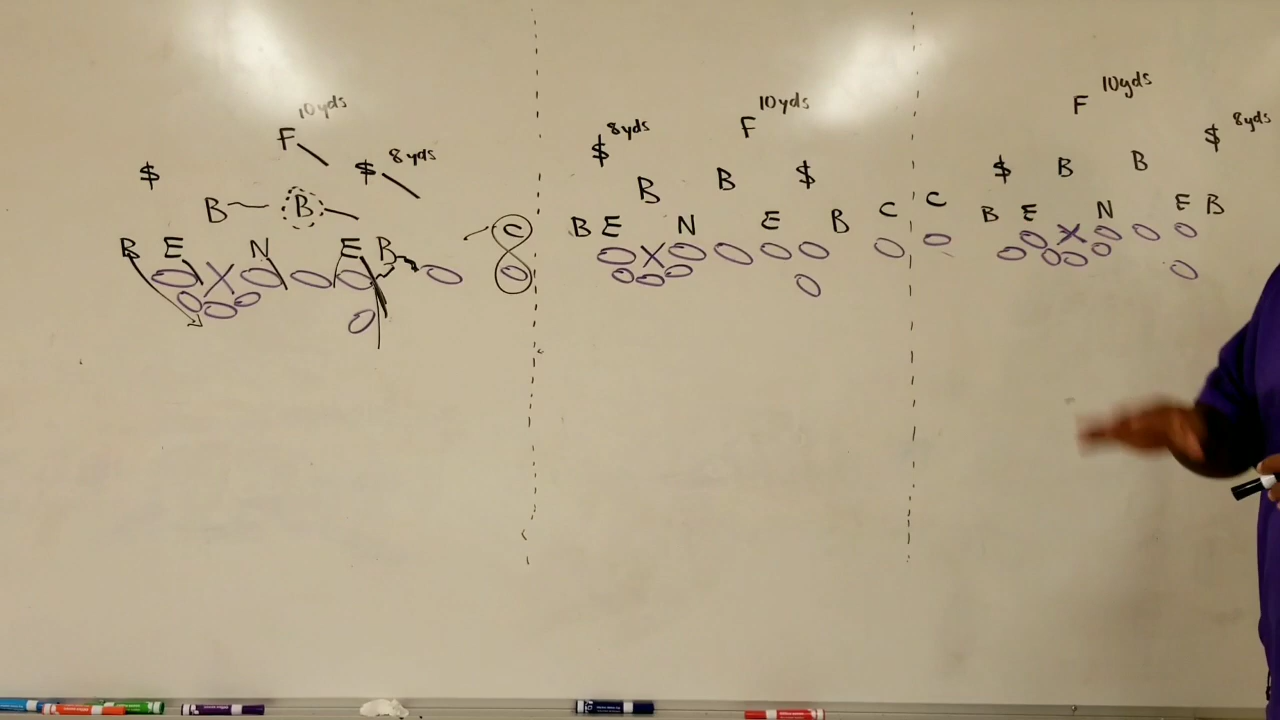 10yds
F
$ $ 8yds
B B
B E N E B C
X
10yds
$ 8yds F
B B $
B E N E B C
X
10yds
F
$ 8yds
$ B B
C B E N E B
X